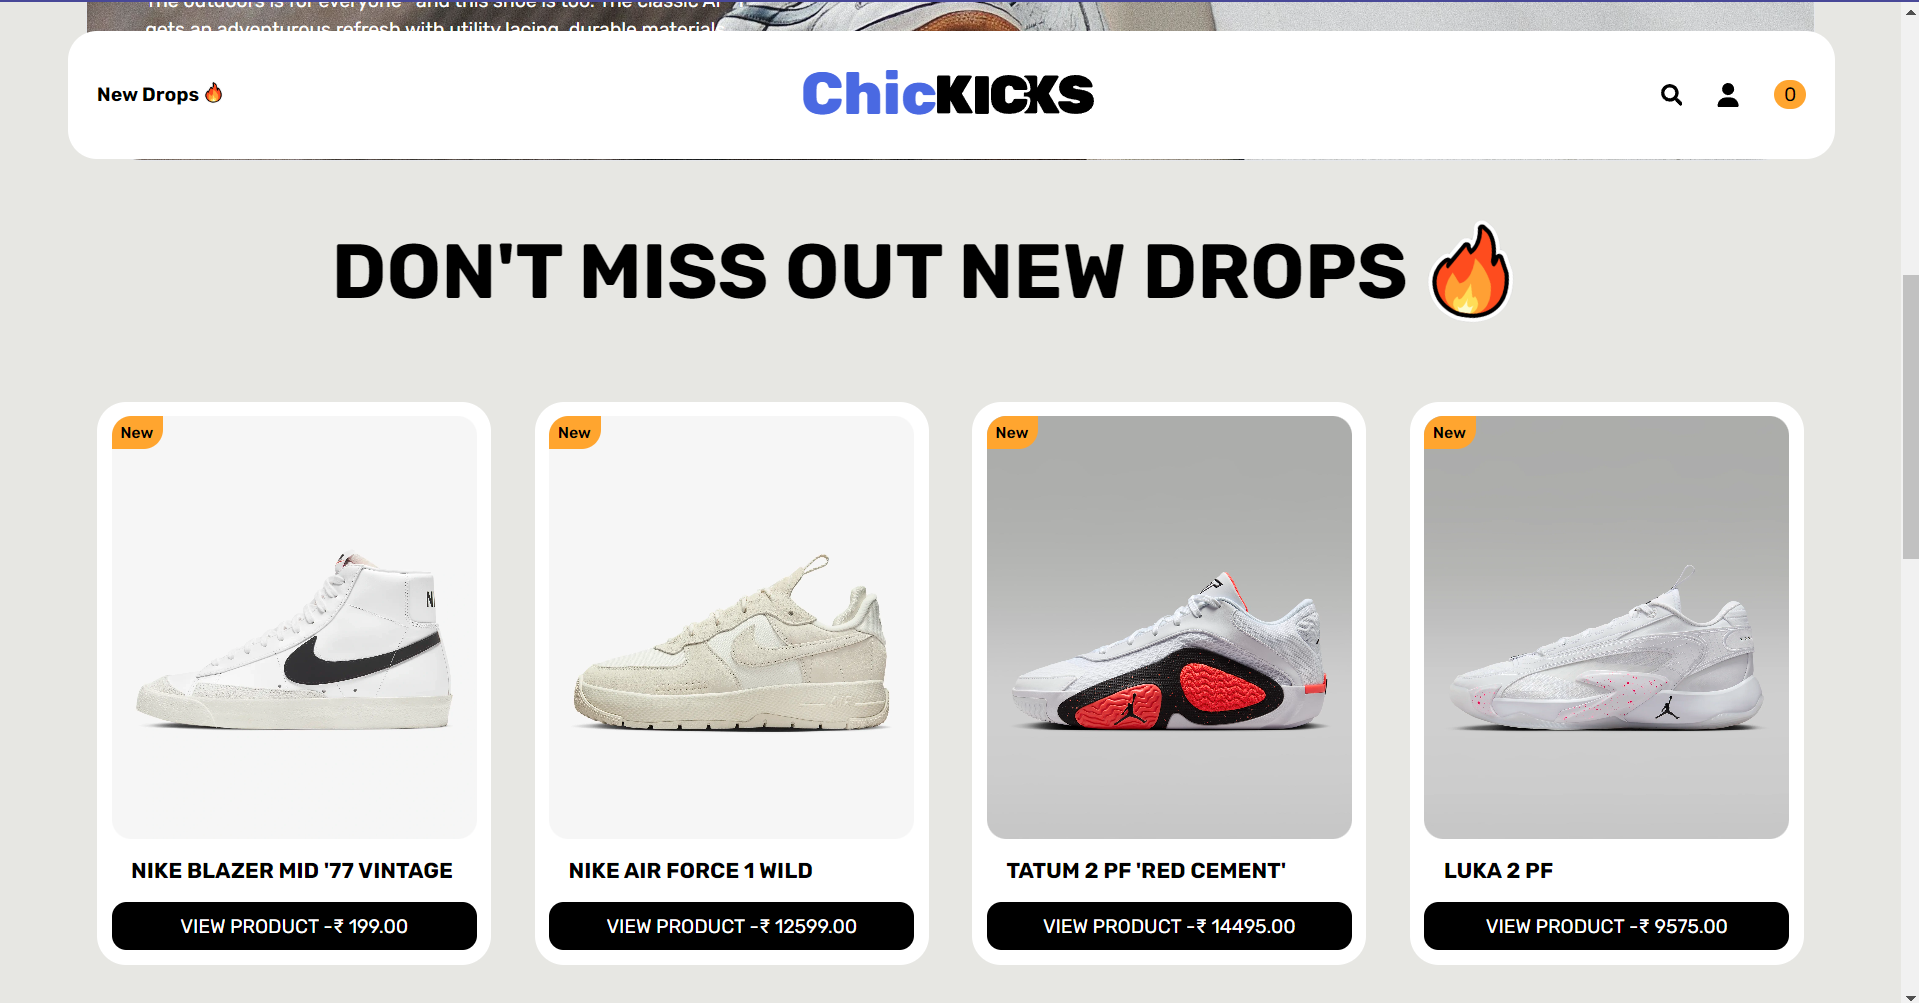 The outdoors is for everyone
and this shoe is too. The classic AF
gets an adventurous refresh with utility lacing, durable material
New Drops 🔥
ChicKICKS
0
DON'T MISS OUT NEW DROPS 🔥
New
New
New
New
NIKE BLAZER MID '77 VINTAGE
NIKE AIR FORCE 1 WILD
TATUM 2 PF 'RED CEMENT'
LUKA 2 PF
VIEW PRODUCT -₹ 199.00
VIEW PRODUCT -₹ 12599.00
VIEW PRODUCT -₹ 14495.00
VIEW PRODUCT -₹ 9575.00